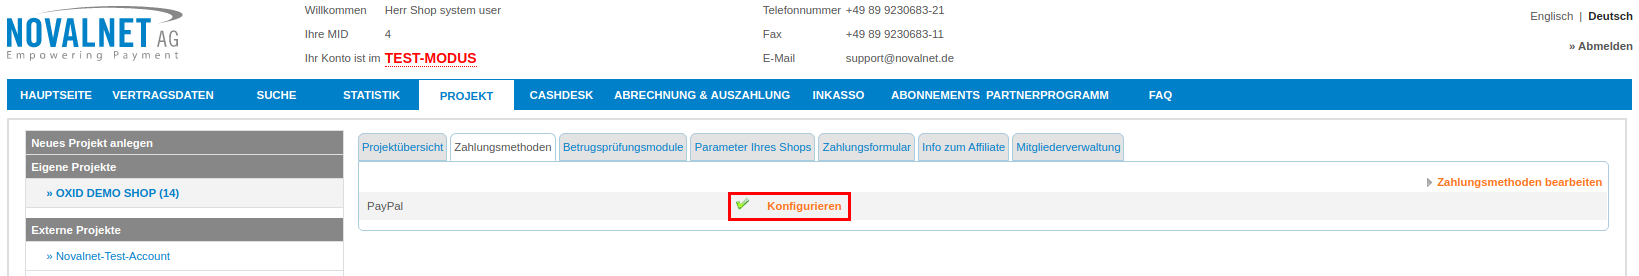 NOVALNET AG
Empowering Payment
Willkommen Herr Shop system user
Ihre MID 4
Ihr Konto ist im TEST-MODUS
Telefonnummer +49 89 9230683-21
Fax +49 89 9230683-11
E-Mail support@novalnet.de
Englisch | Deutsch
» Abmelden
HAUPTSEITE VERTRAGSDATEN SUCHE STATISTIK PROJEKT CASHDESK ABRECHNUNG & AUSZAHLUNG INKASSO ABONNEMENTS PARTNERPROGRAMM FAQ
Neues Projekt anlegen
Eigene Projekte
» OXID DEMO SHOP (14)
Externe Projekte
» Novalnet-Test-Account
Projektübersicht Zahlungsmethoden Betrugsprüfungsmodule Parameter Ihres Shops Zahlungsformular Info zum Affiliate Mitgliederverwaltung
Zahlungsmethoden bearbeiten
PayPal Konfigurieren